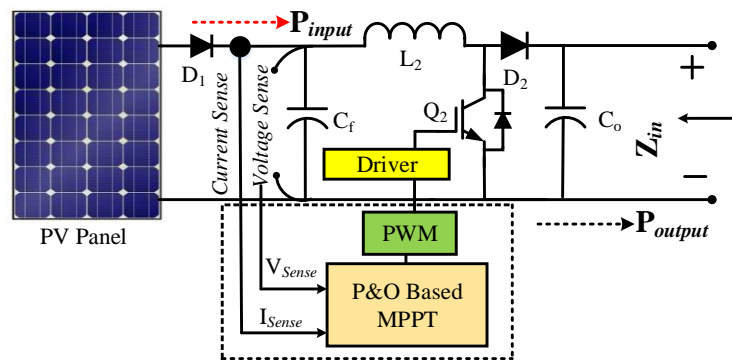 P_input
D_1
L_2
D_2
Current Sense
Voltage Sense
C_f
Q_2
C_o
+
Z_in
−
Driver
PV Panel
P_output
PWM
V_Sense
P&O Based
MPPT
I_Sense